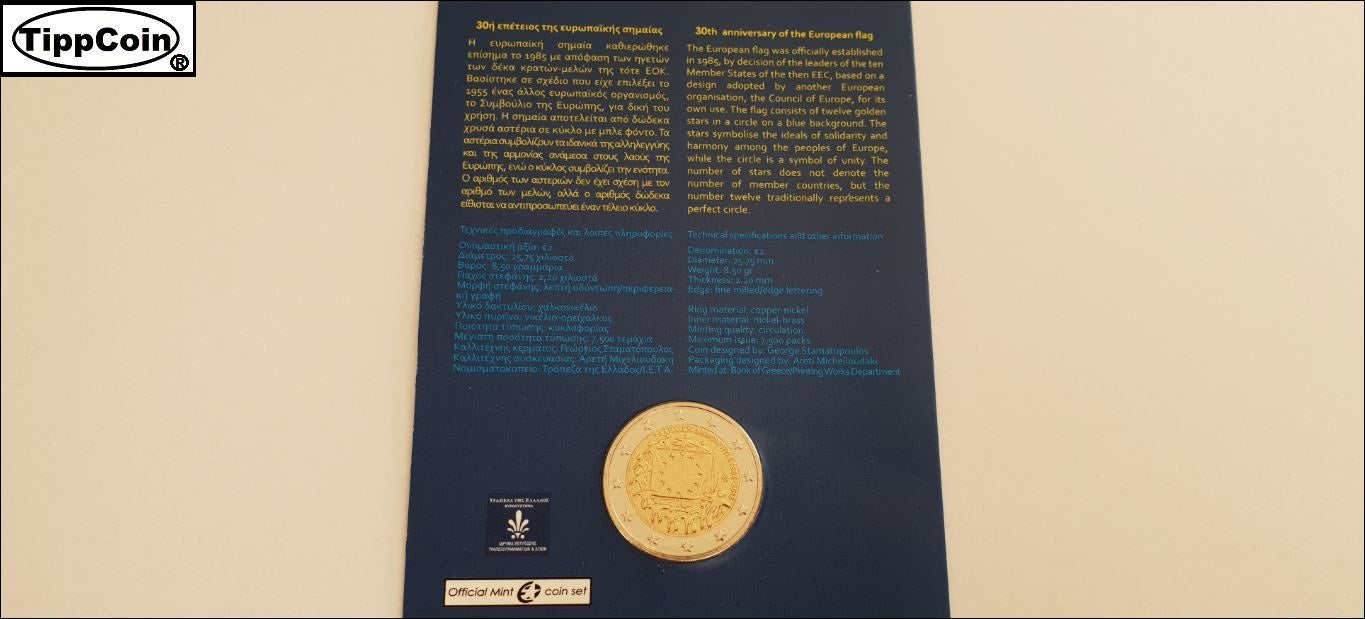 TippCoin
®
30ή επέτειος της ευρωπαϊκής σημαίας
Η ευρωπαϊκή σημαία καθιερώθηκε
επίσημα το 1985 με απόφαση των ηγετών
των δέκα κρατών-μελών της τότε ΕΟΚ.
Βασίστηκε σε σχέδιο που είχε επιλέξει το
1955 ένας άλλος ευρωπαϊκός οργανισμός,
το Συμβούλιο της Ευρώπης, για δική του
χρήση. Η σημαία αποτελείται από δώδεκα
χρυσά αστέρια σε κύκλο με μπλε φόντο. Τα
αστέρια συμβολίζουν τα ιδανικά της αλληλεγγύης
και της αρμονίας ανάμεσα στους λαούς της
Ευρώπης, ενώ ο κύκλος συμβολίζει την ενότητα.
Ο αριθμός των αστεριών δεν έχει σχέση με τον
αριθμό των μελών, αλλά ο αριθμός δώδεκα
είθισται να αντιπροσωπεύει έναν τέλειο κύκλο.
Τεχνικές προδιαγραφές και λοιπές πληροφορίες
Ονομαστική αξία: €2
Διάμετρος: 25,75 χιλιοστά
Βάρος: 8,50 γραμμάρια
Πάχος στεφάνης: 2,20 χιλιοστά
Μορφή στεφάνης: λεπτή οδόντωση/περιφερεια-
κή γραφή
Υλικό δακτυλίου: χαλκονικέλιο
Υλικό πυρήνα: νικέλιο-ορείχαλκος
Ποιότητα τύπωσης: κυκλοφορίας
Μέγιστη ποσότητα τύπωσης: 7.500 τεμάχια
Καλλιτέχνης κέρματος: Γεώργιος Σταματόπουλος
Καλλιτέχνης συσκευασίας: Αρετή Μιχελιουδάκη
Νομισματοκοπείο: Τράπεζα της Ελλάδος/Ι.Ε.Τ.Α.
30th anniversary of the European flag
The European flag was officially established
in 1985, by decision of the leaders of the ten
Member States of the then EEC, based on a
design adopted by another European
organisation, the Council of Europe, for its
own use. The flag consists of twelve golden
stars in a circle on a blue background. The
stars symbolise the ideals of solidarity and
harmony among the peoples of Europe,
while the circle is a symbol of unity. The
number of stars does not denote the
number of member countries, but the
number twelve traditionally represents a
perfect circle.
Technical specifications and other information
Denomination: €2
Diameter: 25.75 mm
Weight: 8.50 gr
Thickness: 2.20 mm
Edge: fine milled/edge lettering
Ring material: copper-nickel
Inner material: nickel-brass
Minting quality: circulation
Maximum issue: 7,500 packs
Coin designed by: George Stamatopoulos
Packaging designed by: Areti Michelioudaki
Minted at: Bank of Greece/Printing Works Department
ΕΛΛΗΝΙΚΗ ΔΗΜΟΚΡΑΤΙΑ 1985-2015
ΤΡΑΠΕΖΑ ΤΗΣ ΕΛΛΑΔΟΣ
ΕΥΡΩΣΥΣΤΗΜΑ
ΙΔΡΥΜΑ ΕΚΤΥΠΩΣΗΣ
ΤΡΑΠΕΖΟΓΡΑΜΜΑΤΙΩΝ & ΑΞΙΩΝ
Official Mint coin set